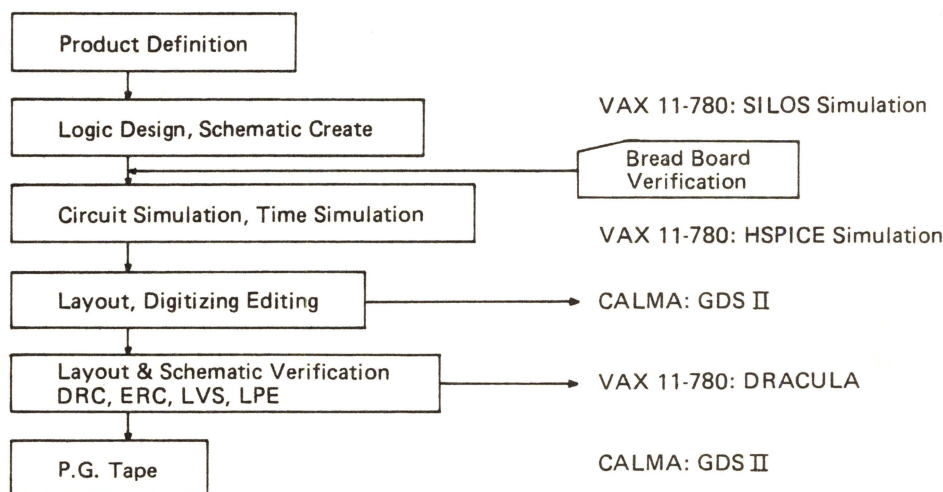 Product Definition
Logic Design, Schematic Create
VAX 11-780: SILOS Simulation
Bread Board
Verification
Circuit Simulation, Time Simulation
VAX 11-780: HSPICE Simulation
Layout, Digitizing Editing
CALMA: GDS II
Layout & Schematic Verification
DRC, ERC, LVS, LPE
VAX 11-780: DRACULA
P.G. Tape
CALMA: GDS II